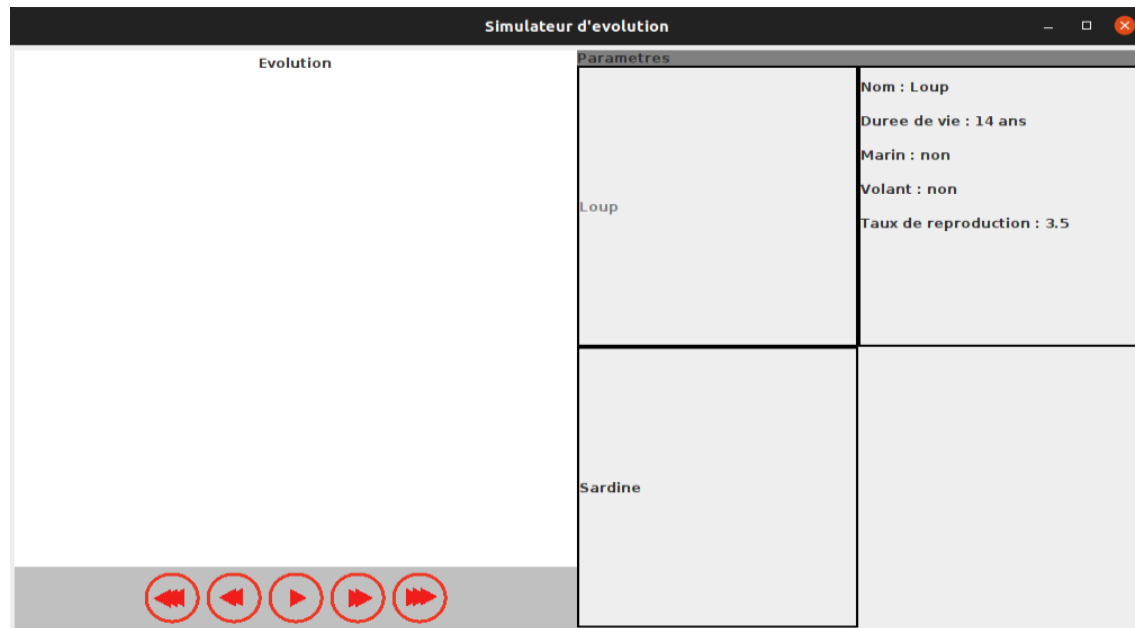 Simulateur d'evolution
Evolution
Parametres
Loup
Nom : Loup
Duree de vie : 14 ans
Marin : non
Volant : non
Taux de reproduction : 3.5
Sardine